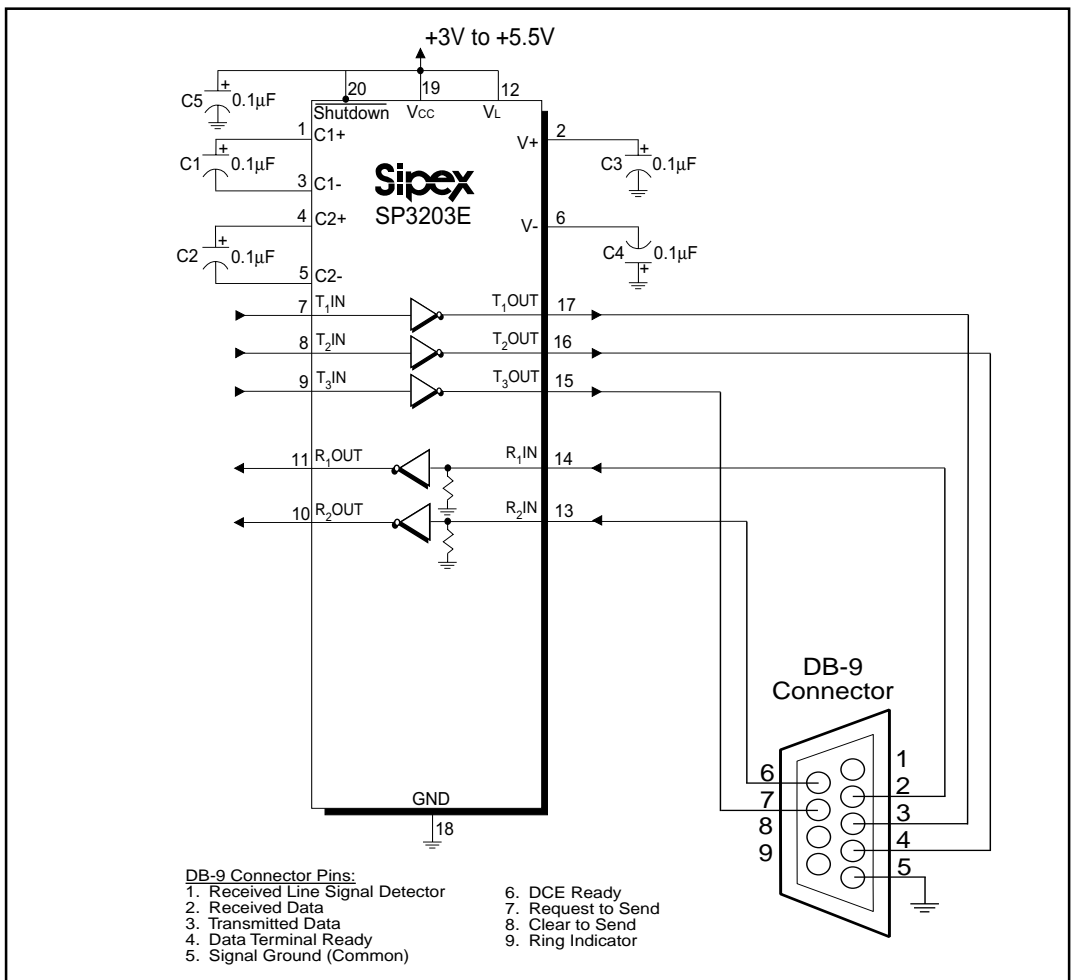 +3V to +5.5V
20
19
12
C5
+
0.1µF
Shutdown
VCC
VL
1
C1+
V+
2
C1
+
0.1µF
C3
+
0.1µF
3
C1-
Sipex
SP3203E
4
C2+
V-
6
C2
+
0.1µF
C4
0.1µF
+
5
C2-
7
T1IN
T1OUT
17
8
T2IN
T2OUT
16
9
T3IN
T3OUT
15
11
R1OUT
R1IN
14
10
R2OUT
R2IN
13
DB-9
Connector
1
6
2
7
3
8
4
9
5
GND
18
DB-9 Connector Pins:
1. Received Line Signal Detector
2. Received Data
3. Transmitted Data
4. Data Terminal Ready
5. Signal Ground (Common)
6. DCE Ready
7. Request to Send
8. Clear to Send
9. Ring Indicator